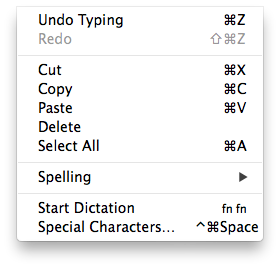 Undo Typing ⌘Z
Redo ⇧⌘Z
Cut ⌘X
Copy ⌘C
Paste ⌘V
Delete
Select All ⌘A
Spelling ▶
Start Dictation fn fn
Special Characters... ^⌘Space